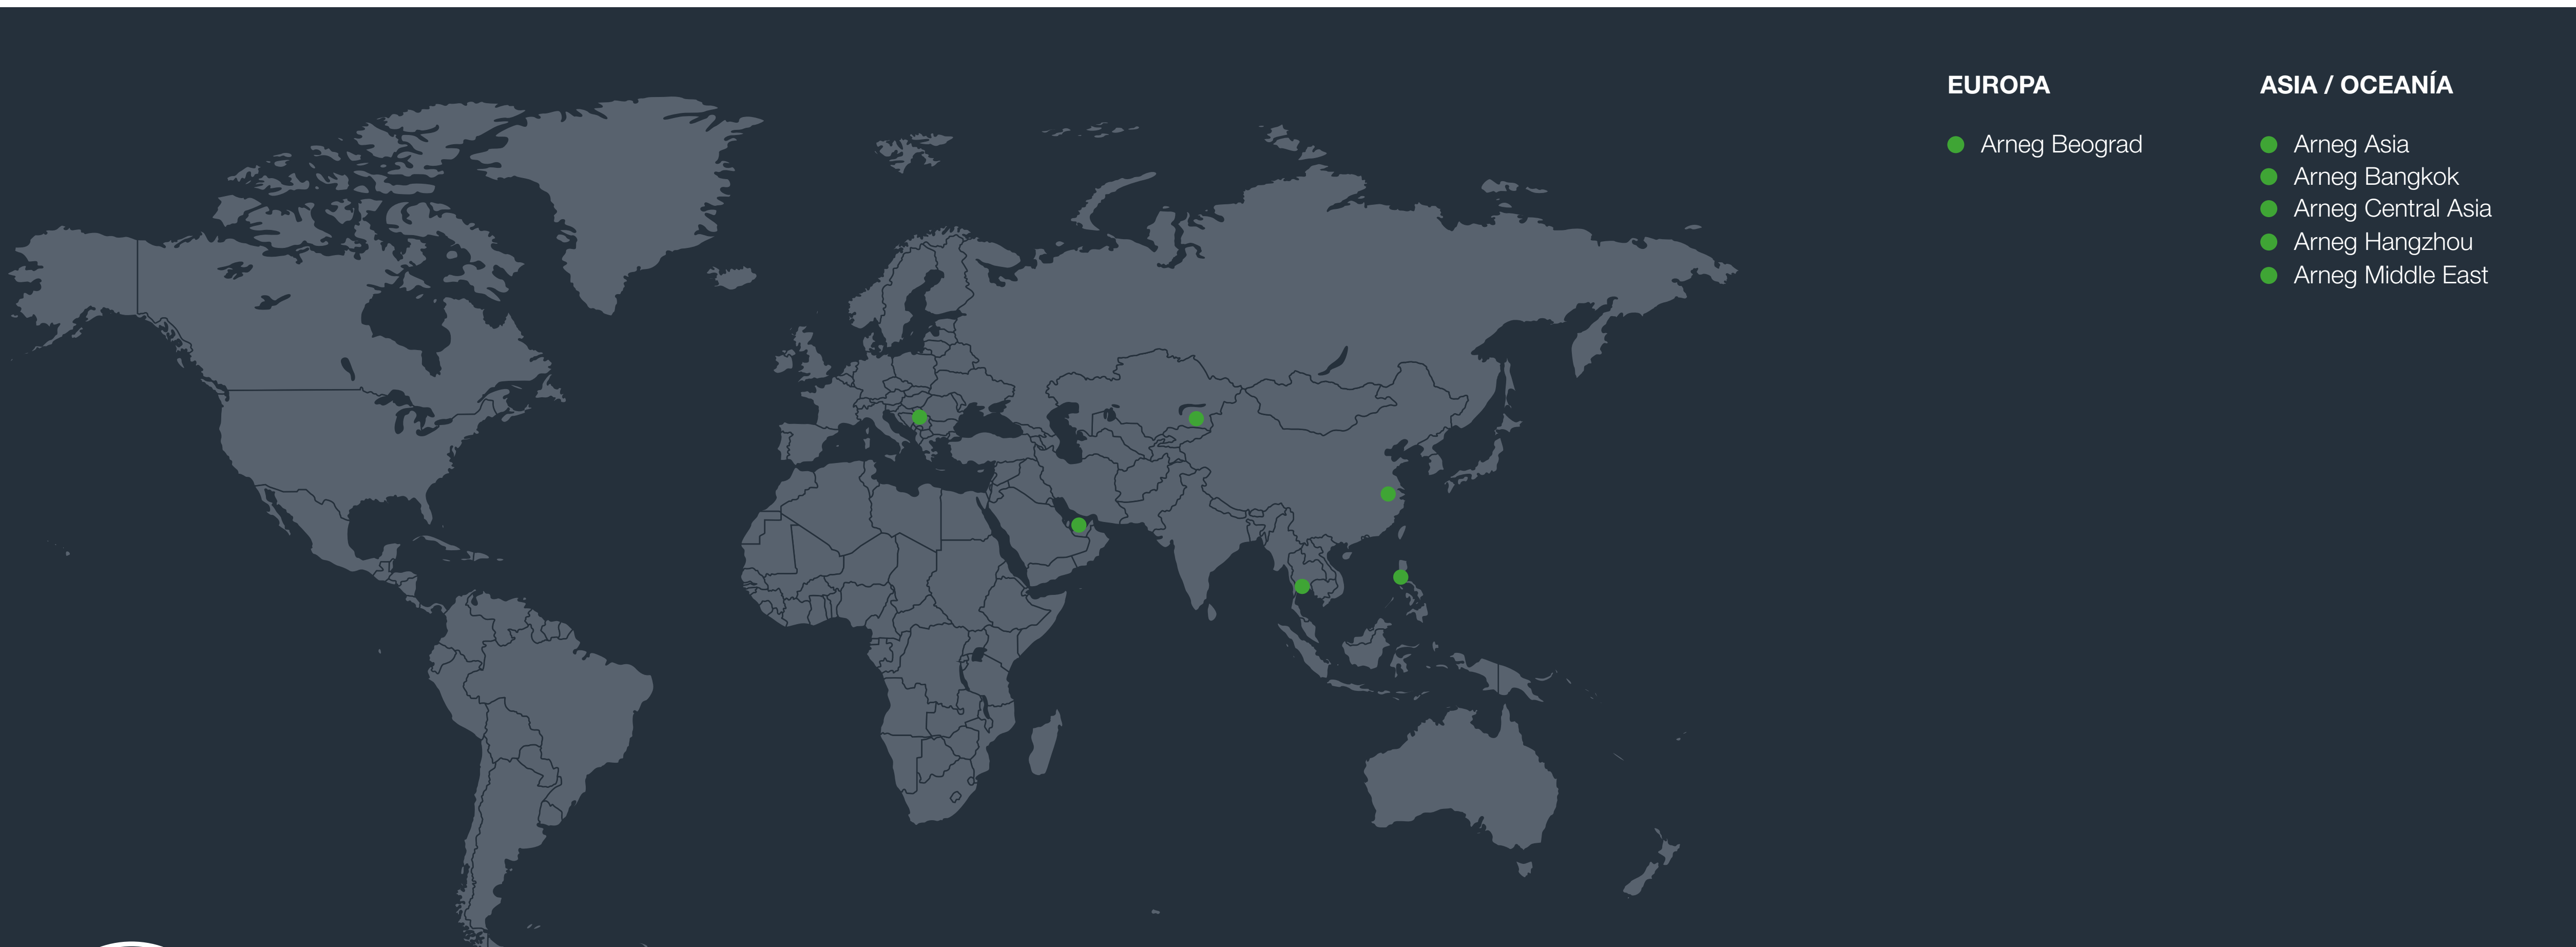 EUROPA
Arneg Beograd
ASIA / OCEANÍA
Arneg Asia
Arneg Bangkok
Arneg Central Asia
Arneg Hangzhou
Arneg Middle East